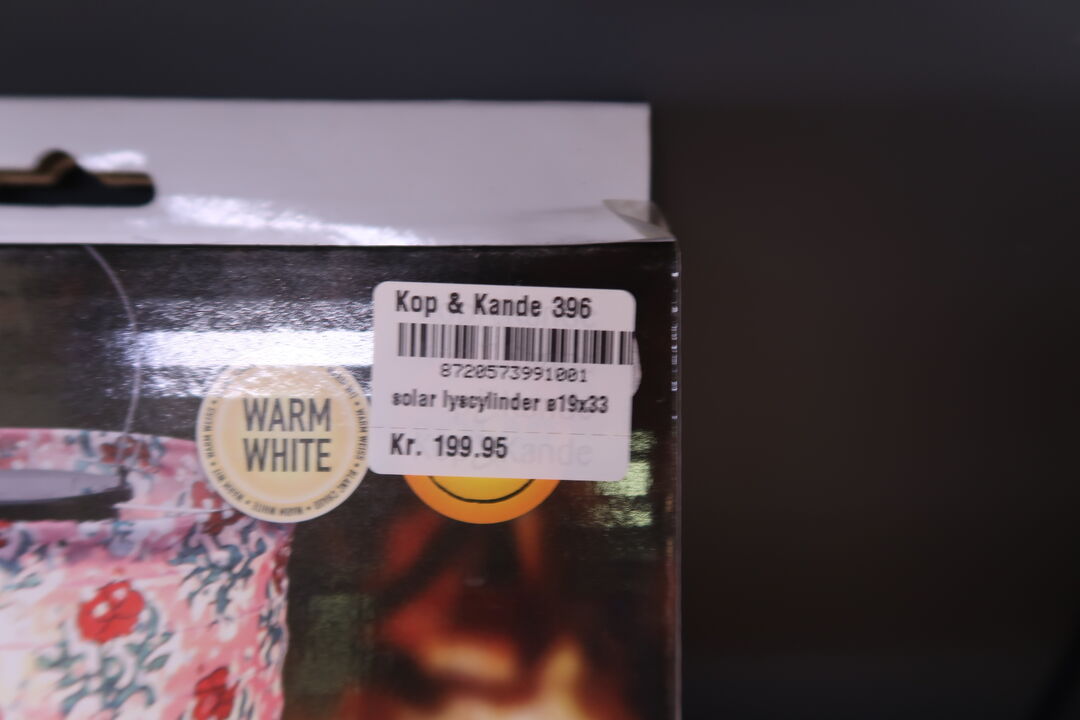 Kop & Kande 396
8720573991001
solar lyscylinder ø19x33
Kr. 199.95
WARM
WHITE